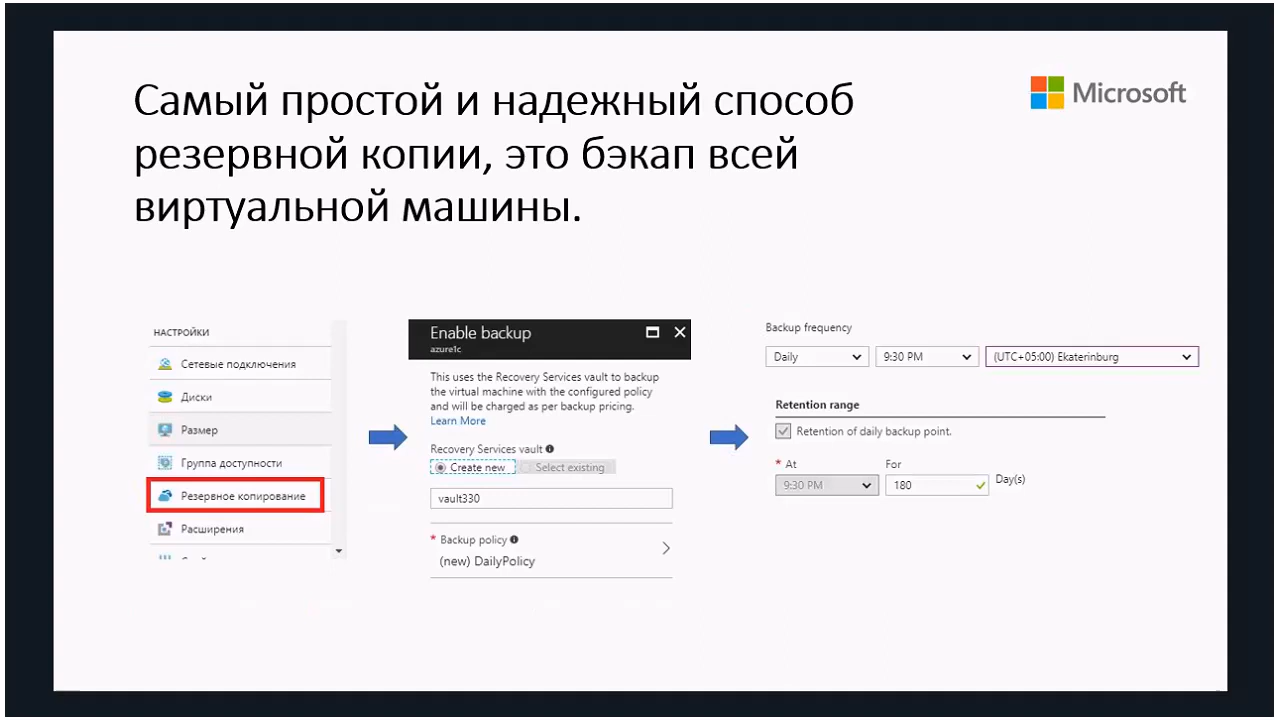 Самый простой и надежный способ
резервной копии, это бэкап всей
виртуальной машины.
Microsoft
НАСТРОЙКИ
Сетевые подключения
Диски
Размер
Группа доступности
Резервное копирование
Расширения
Enable backup
azure1c
This uses the Recovery Services vault to backup
the virtual machine with the configured policy
and will be charged as per backup pricing.
Learn More
Recovery Services vault
Create new Select existing
vault330
* Backup policy
(new) DailyPolicy
Backup frequency
Daily 9:30 PM (UTC+05:00) Ekaterinburg
Retention range
Retention of daily backup point.
* At For
9:30 PM 180 Day(s)